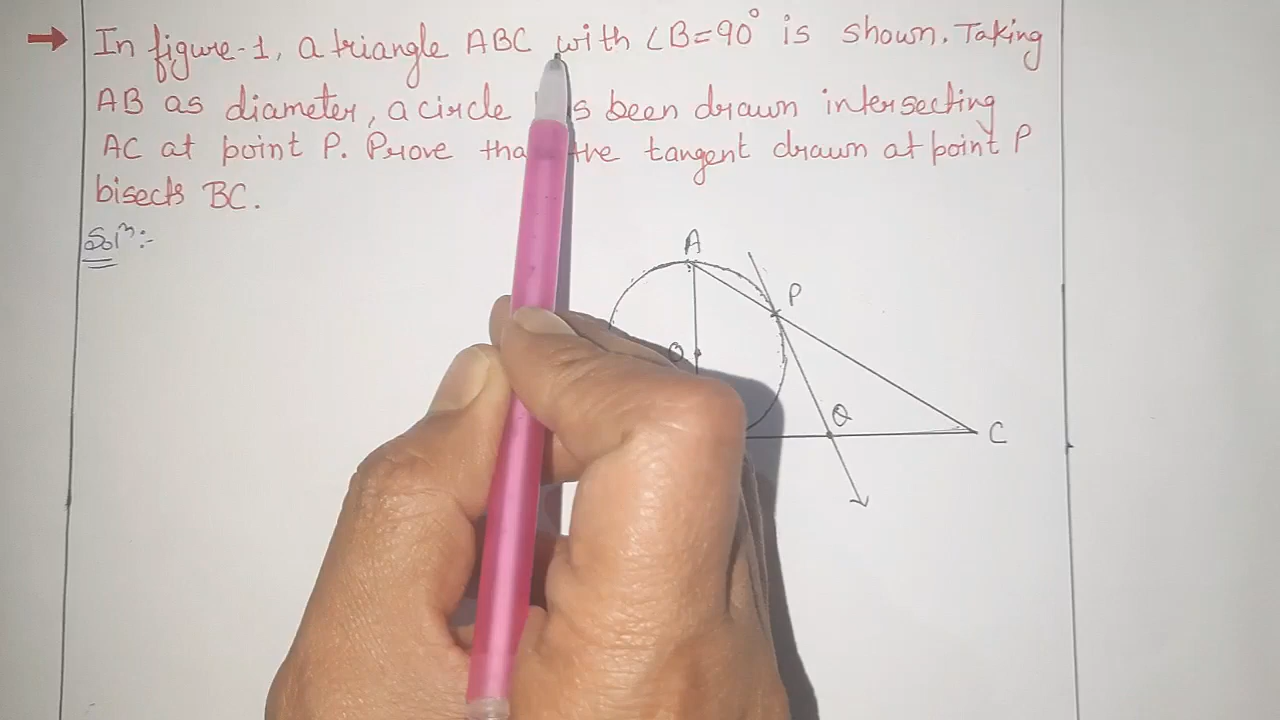 In figure-1, a triangle ABC with ∠B=90° is shown. Taking
AB as diameter, a circle s been drawn intersecting
AC at point P. Prove tha the tangent drawn at point P
bisects BC.
Solⁿ:-
A
P
O
Q
C